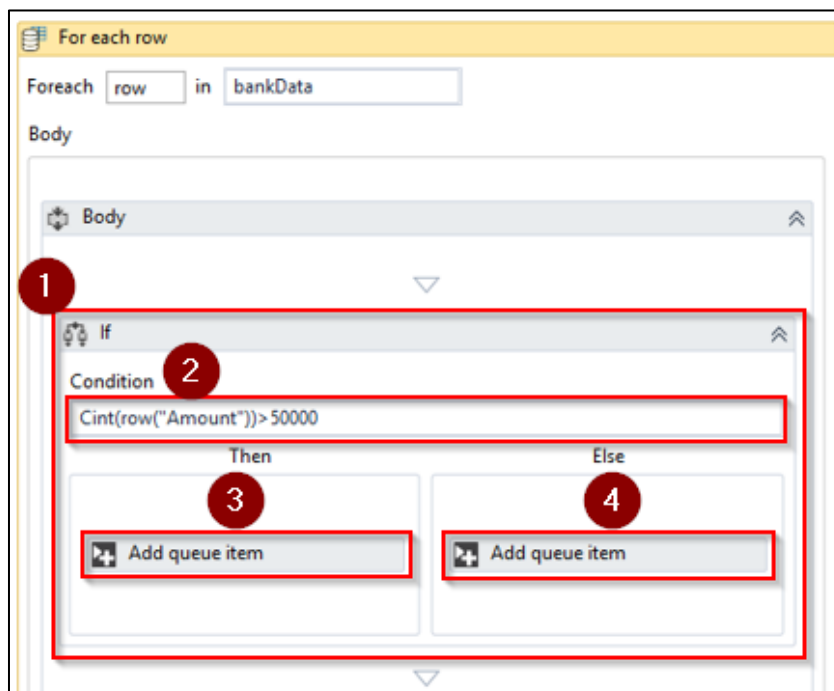 For each row
Foreach row in bankData
Body
Body
1
If
Condition 2
Cint(row("Amount"))>50000
Then Else
3 4
Add queue item Add queue item